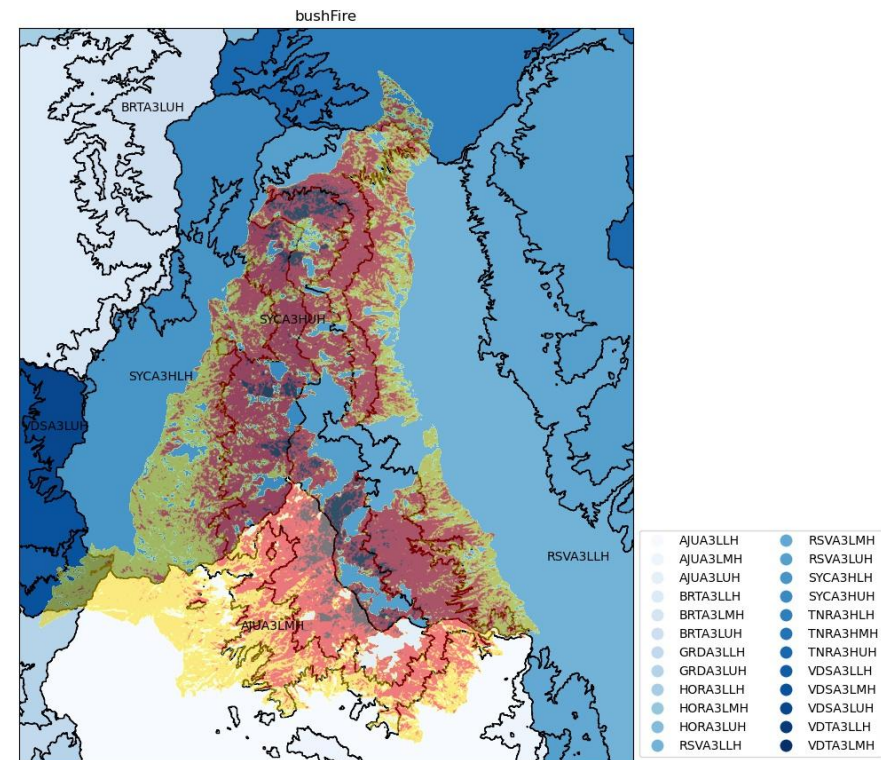 bushFire
BRTA3LUH
SYCA3HUH
SYCA3HLH
VDSA3LUH
RSVA3LLH
AJUA3LMH
AJUA3LLH
AJUA3LMH
AJUA3LUH
BRTA3LLH
BRTA3LMH
BRTA3LUH
GRDA3LLH
GRDA3LUH
HORA3LLH
HORA3LMH
HORA3LUH
RSVA3LLH
RSVA3LMH
RSVA3LUH
SYCA3HLH
SYCA3HUH
TNRA3HLH
TNRA3HMH
TNRA3HUH
VDSA3LLH
VDSA3LMH
VDSA3LUH
VDTA3LLH
VDTA3LMH